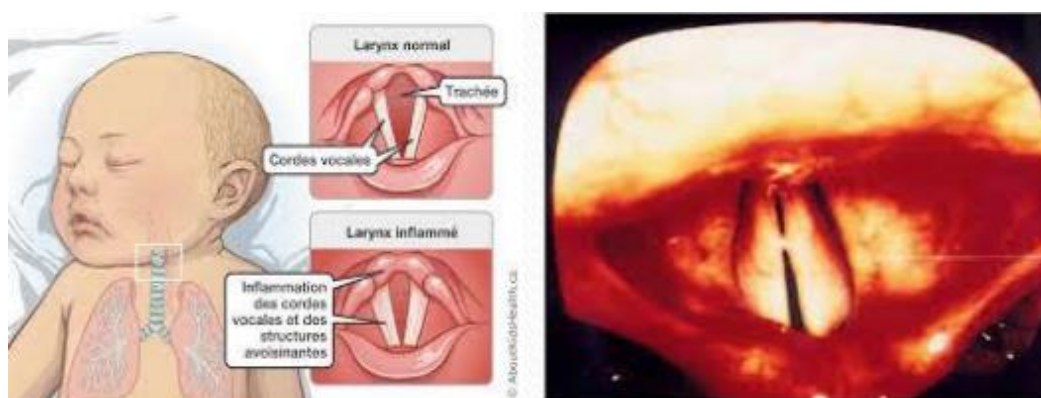 Larynx normal
Trachée
Cordes vocales
Larynx inflammé
Inflammation
des cordes
vocales et des
structures
avoisinantes
© AboutKidsHealth.ca